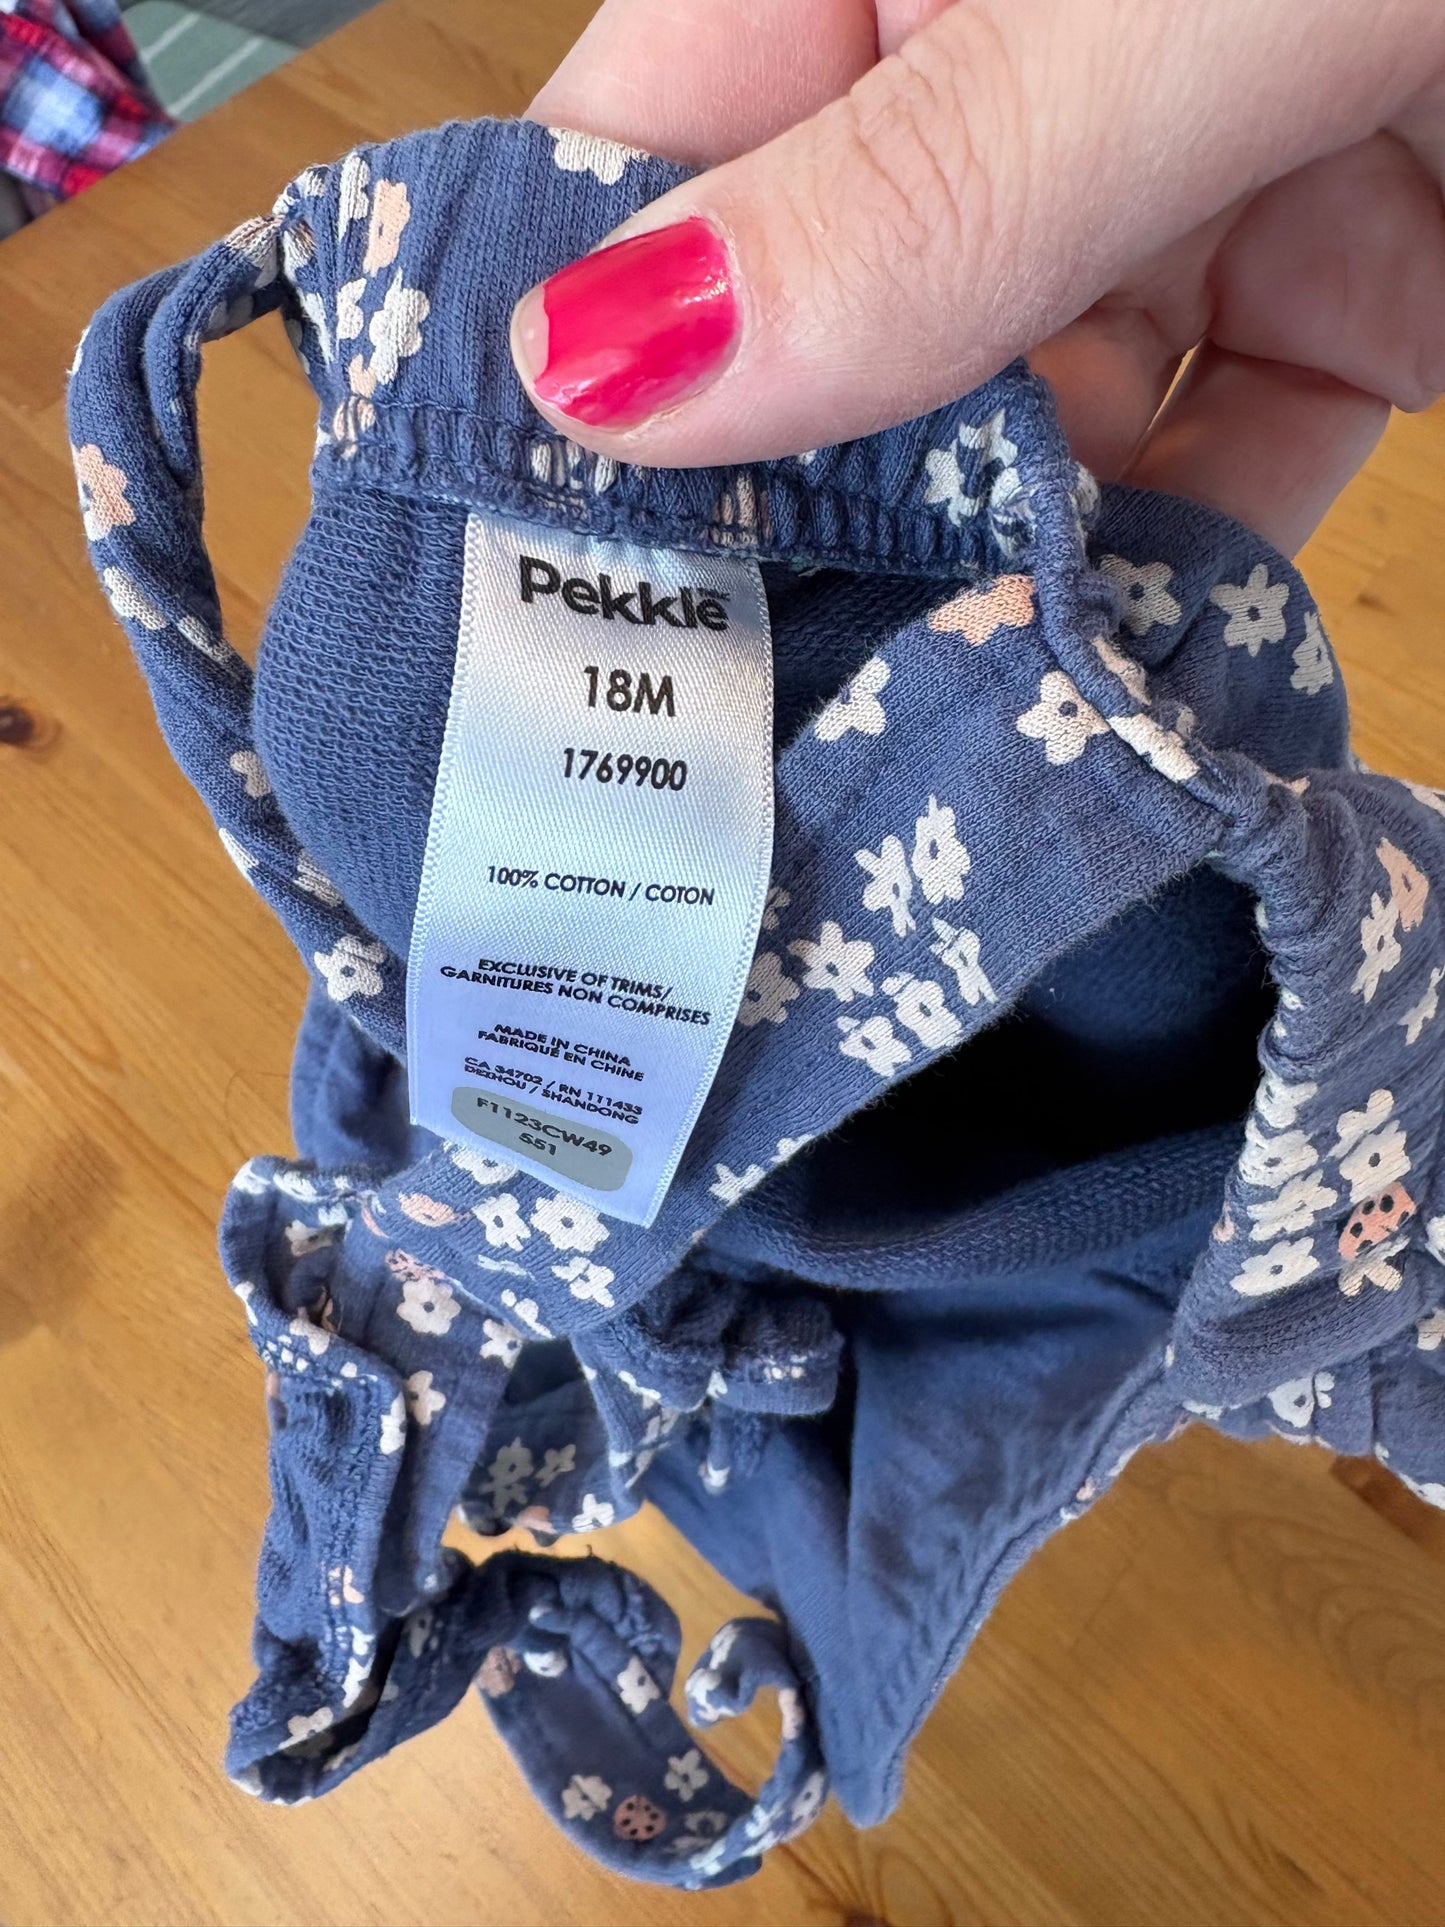 Pekkle
18M
1769900
100% COTTON / COTON
EXCLUSIVE OF TRIMS/
GARNITURES NON COMPRISES
MADE IN CHINA
FABRIQUÉ EN CHINE
CA 34702 / RN 111433
DEZHOU / SHANDONG
F1123CW49
551